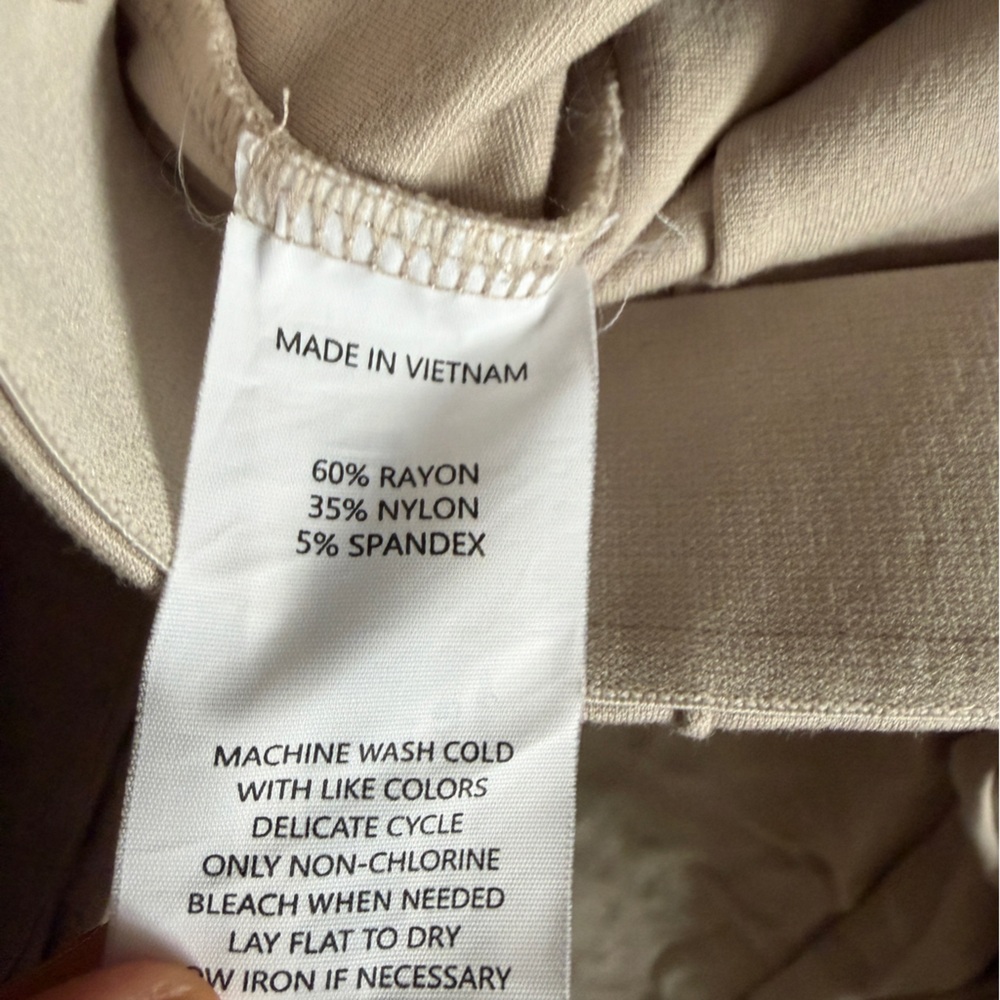 MADE IN VIETNAM
60% RAYON
35% NYLON
5% SPANDEX
MACHINE WASH COLD
WITH LIKE COLORS
DELICATE CYCLE
ONLY NON-CHLORINE
BLEACH WHEN NEEDED
LAY FLAT TO DRY
IRON IF NECESSARY